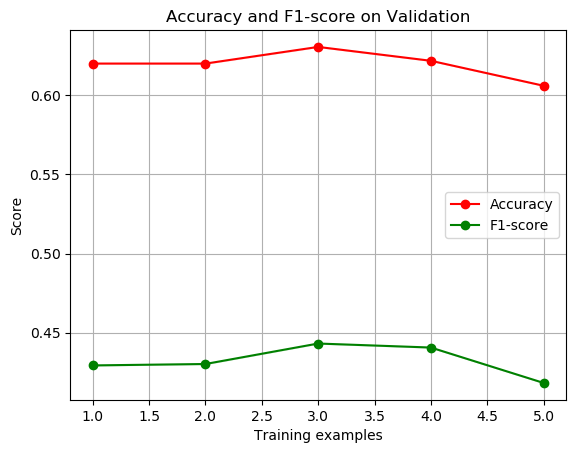 Accuracy and F1-score on Validation
Score
0.60
0.55
0.50
0.45
Accuracy
F1-score
1.0 1.5 2.0 2.5 3.0 3.5 4.0 4.5 5.0
Training examples